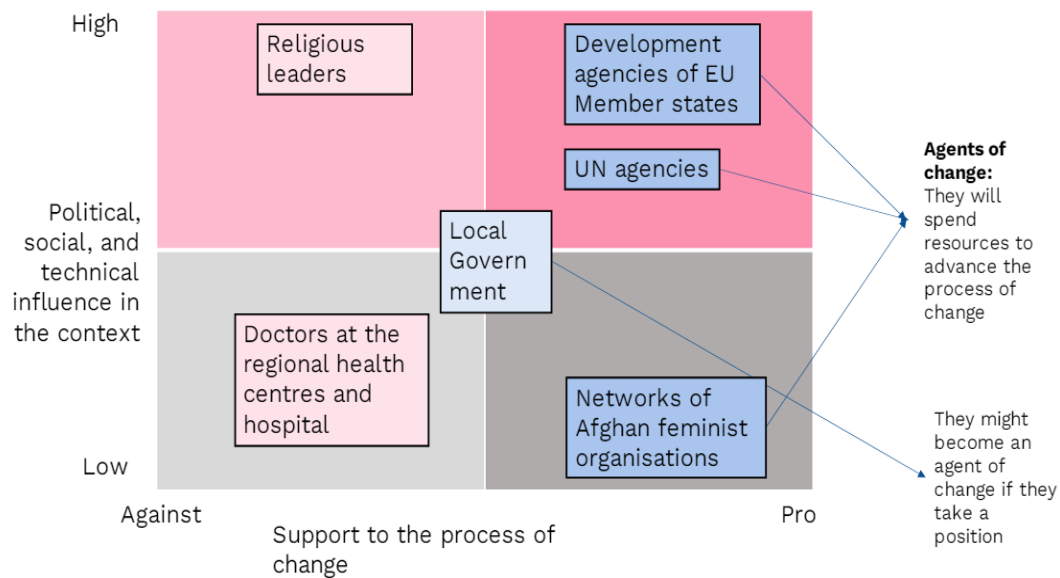 High
Religious
leaders
Development
agencies of EU
Member states
UN agencies
Agents of
change:
They will
spend
resources to
advance the
process of
change
Political,
social, and
technical
influence in
the context
Local
Govern
ment
Doctors at the
regional health
centres and
hospital
Networks of
Afghan feminist
organisations
They might
become an
agent of
change if they
take a
position
Low
Against
Support to the process of
change
Pro